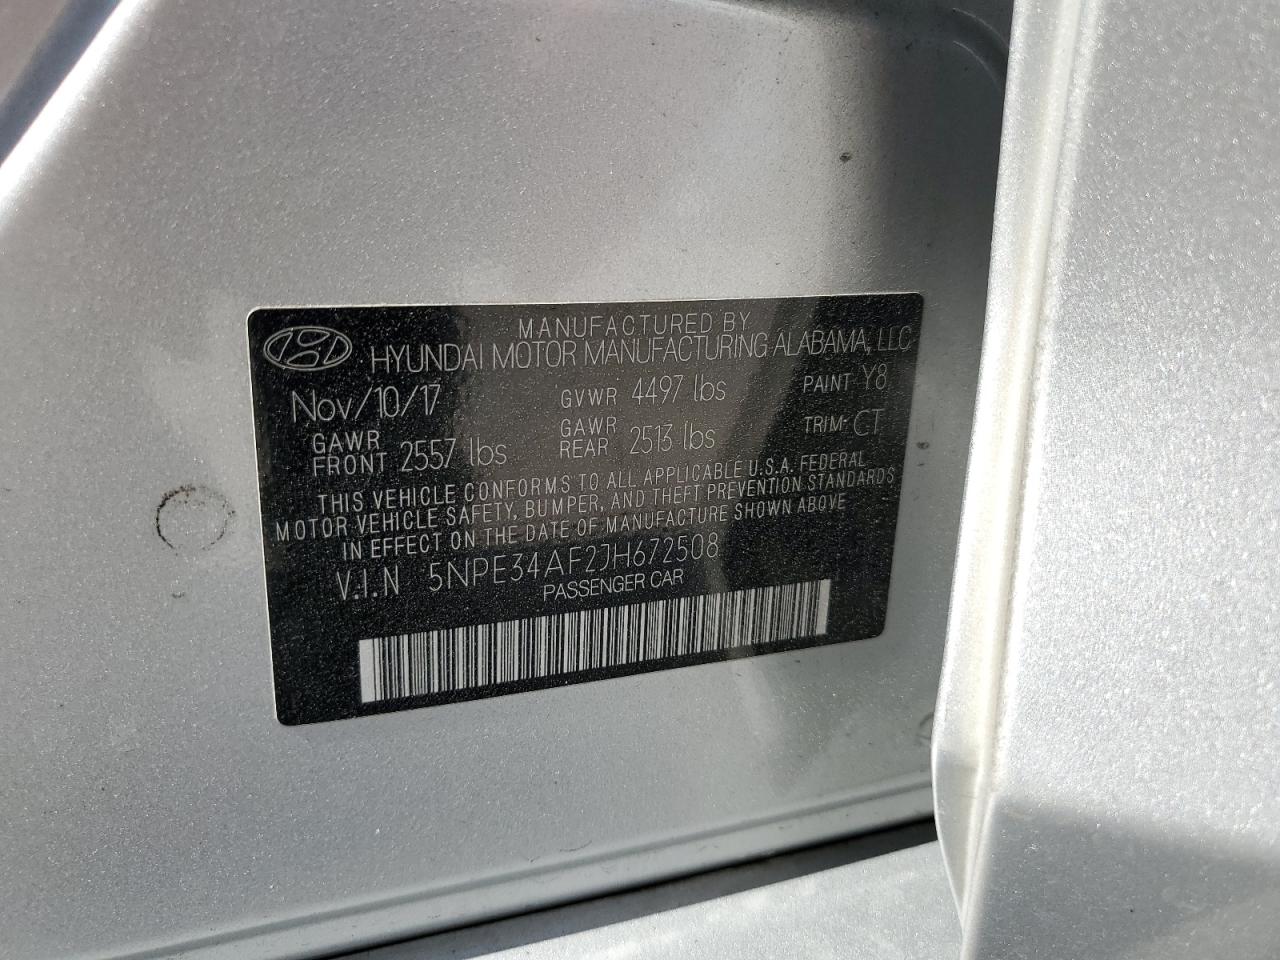 MANUFACTURED BY
HYUNDAI MOTOR MANUFACTURING ALABAMA, LLC
Nov/10/17 GVWR 4497 lbs PAINT Y8
GAWR FRONT 2557 lbs GAWR REAR 2513 lbs TRIM- CT
THIS VEHICLE CONFORMS TO ALL APPLICABLE U.S.A. FEDERAL
MOTOR VEHICLE SAFETY, BUMPER, AND THEFT PREVENTION STANDARDS
IN EFFECT ON THE DATE OF MANUFACTURE SHOWN ABOVE
V.I.N 5NPE34AF2JH672508
PASSENGER CAR